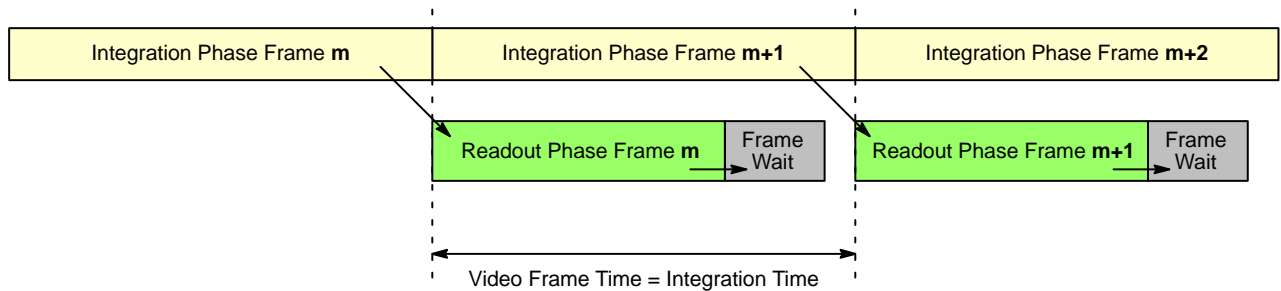 Integration Phase Frame m
Integration Phase Frame m+1
Integration Phase Frame m+2
Readout Phase Frame m
Frame
Wait
Readout Phase Frame m+1
Frame
Wait
Video Frame Time = Integration Time